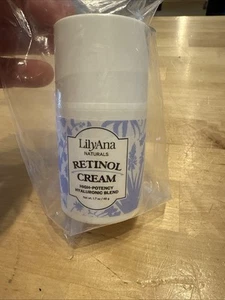 LilyAna
NATURALS
RETINOL
CREAM
HIGH-POTENCY
HYALURONIC BLEND